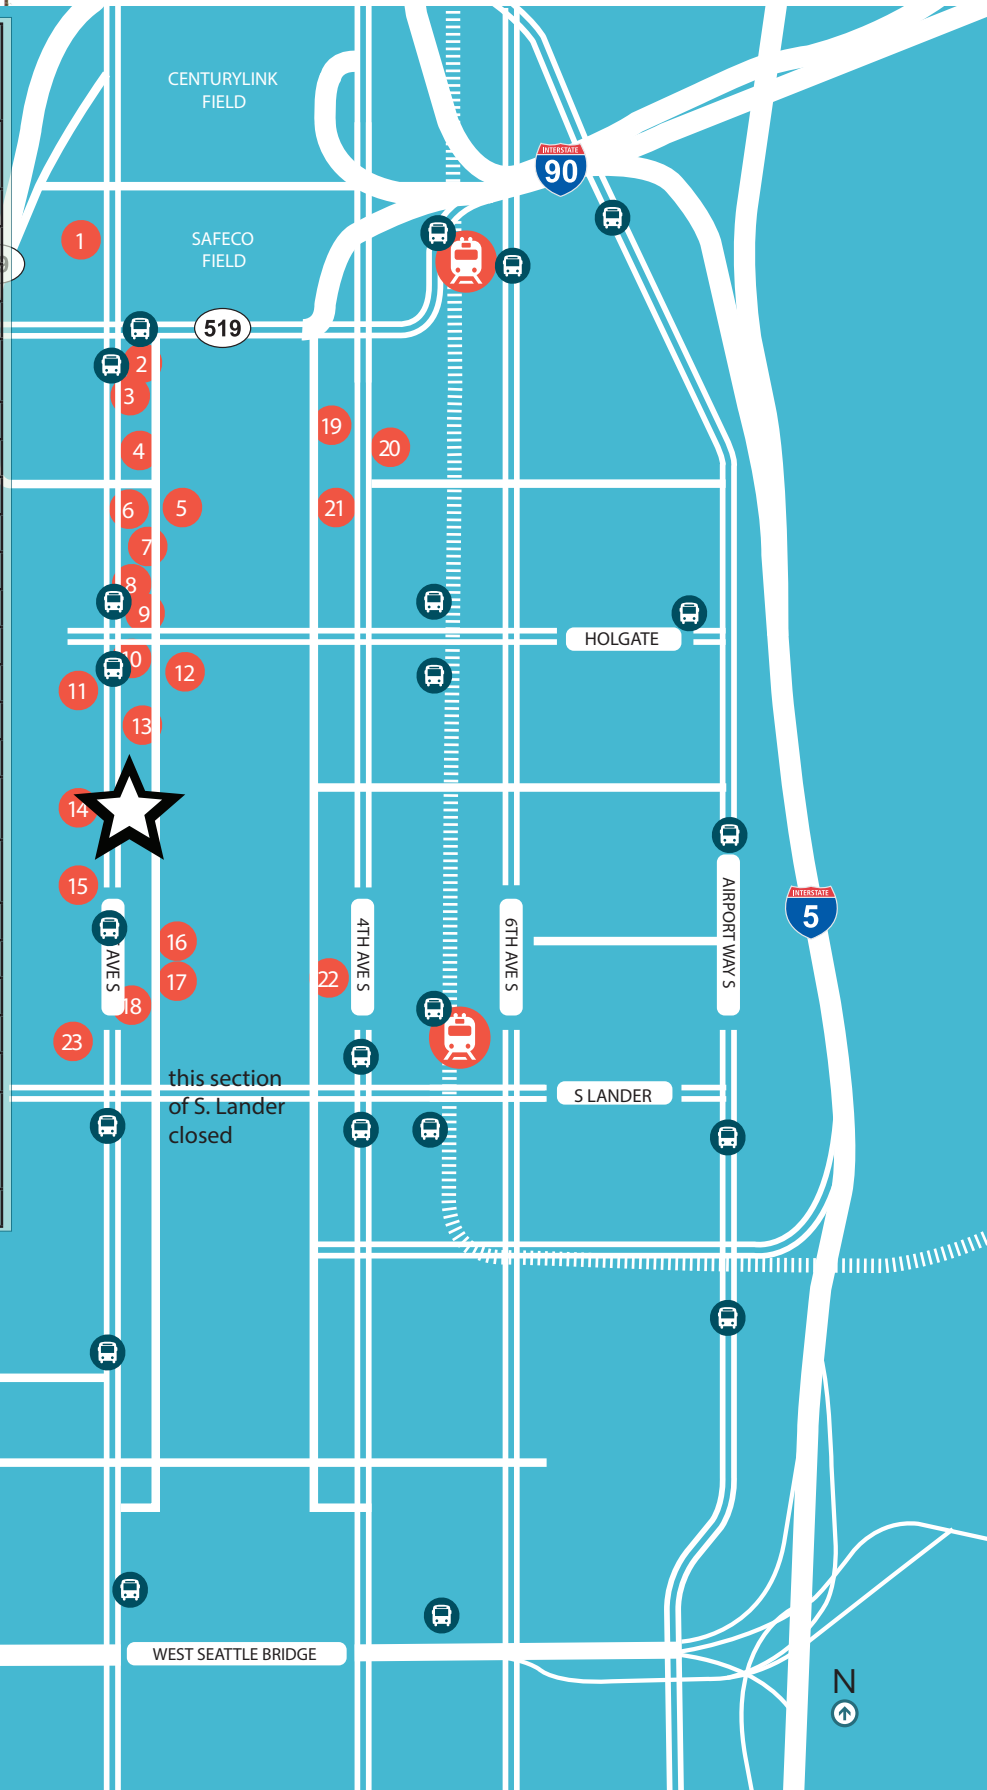 CENTURYLINK
FIELD
INTERSTATE
90
1
SAFECO
FIELD
9
519
2
3
19
4
20
6
5
21
7
8
9
HOLGATE
10
12
11
13
14
15
INTERSTATE
5
AVE S
4TH AVE S
6TH AVE S
AIRPORT WAY S
16
17
22
18
23
this section
of S. Lander
closed
S LANDER
WEST SEATTLE BRIDGE
N